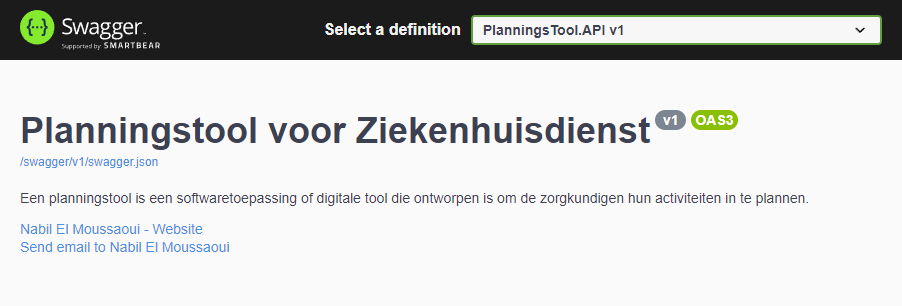 Swagger
Supported by SMARTBEAR
Select a definition
PlanningsTool.API v1
Planningstool voor Ziekenhuisdienst v1 OAS3
/swagger/v1/swagger.json
Een planningstool is een softwaretoepassing of digitale tool die ontworpen is om de zorgkundigen hun activiteiten in te plannen.
Nabil El Moussaoui - Website
Send email to Nabil El Moussaoui